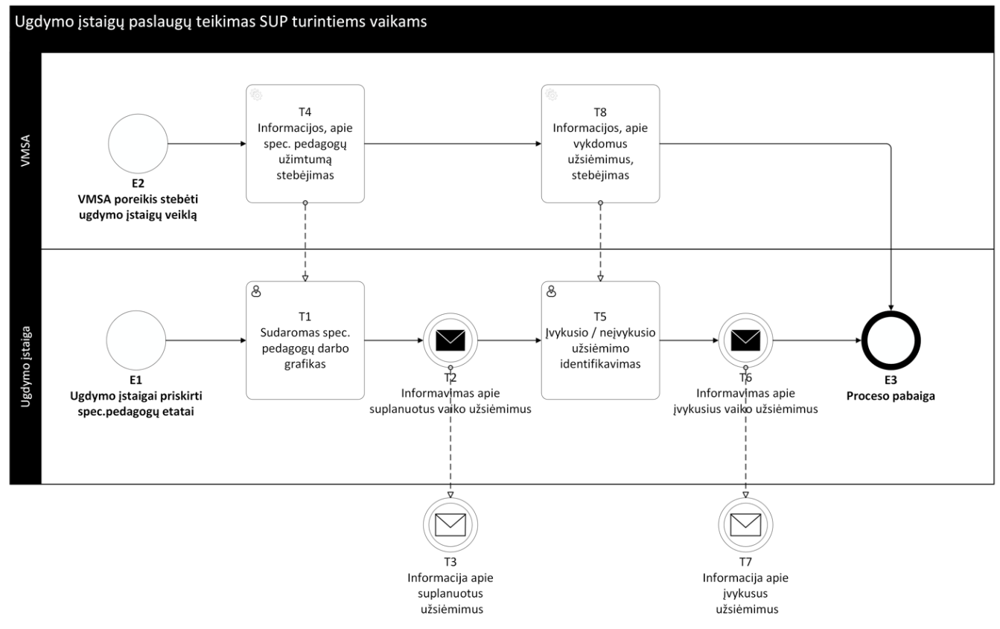 Ugdymo įstaigų paslaugų teikimas SUP turintiems vaikams
VMSA
E2
VMSA poreikis stebėti
ugdymo įstaigų veiklą
T4
Informacijos, apie
spec. pedagogų
užimtumą
stebėjimas
T8
Informacijos, apie
vykdomus
užsiėmimus,
stebėjimas
Ugdymo įstaiga
E1
Ugdymo įstaigai priskirti
spec.pedagogų etatai
T1
Sudaromas spec.
pedagogų darbo
grafikas
T2
Informavimas apie
suplanuotus vaiko užsiėmimus
T5
Įvykusio / neįvykusio
užsiėmimo
identifikavimas
T6
Informavimas apie
įvykusius vaiko užsiėmimus
E3
Proceso pabaiga
T3
Informacija apie
suplanuotus
užsiėmimus
T7
Informacija apie
įvykusus
užsiėmimus